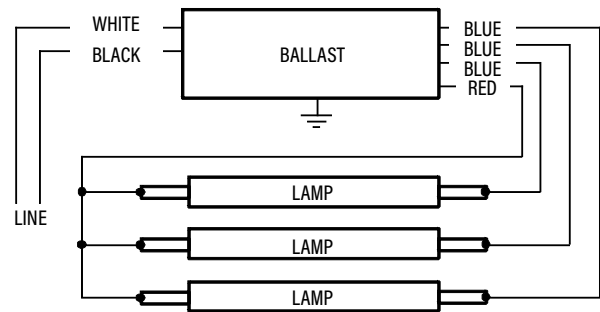 WHITE
BLACK
BALLAST
BLUE
BLUE
BLUE
RED
LINE
LAMP
LAMP
LAMP